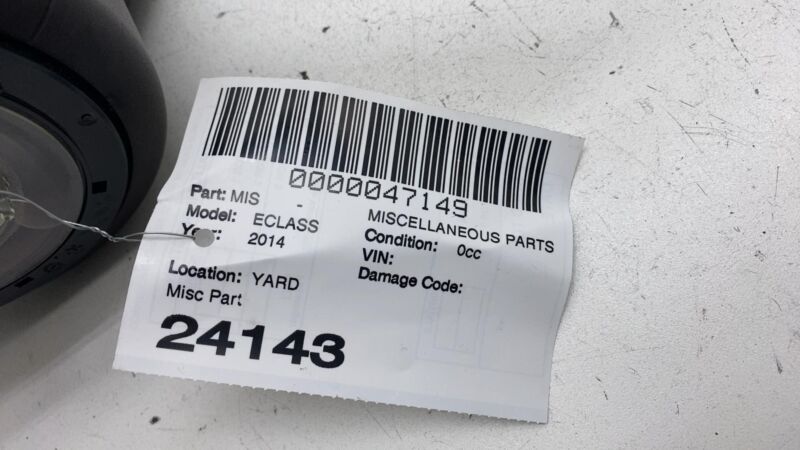 0000047149
Part: MIS - MISCELLANEOUS PARTS
Model: ECLASS Condition: 0cc
Year: 2014 VIN:
Location: YARD Damage Code:
Misc Part
24143